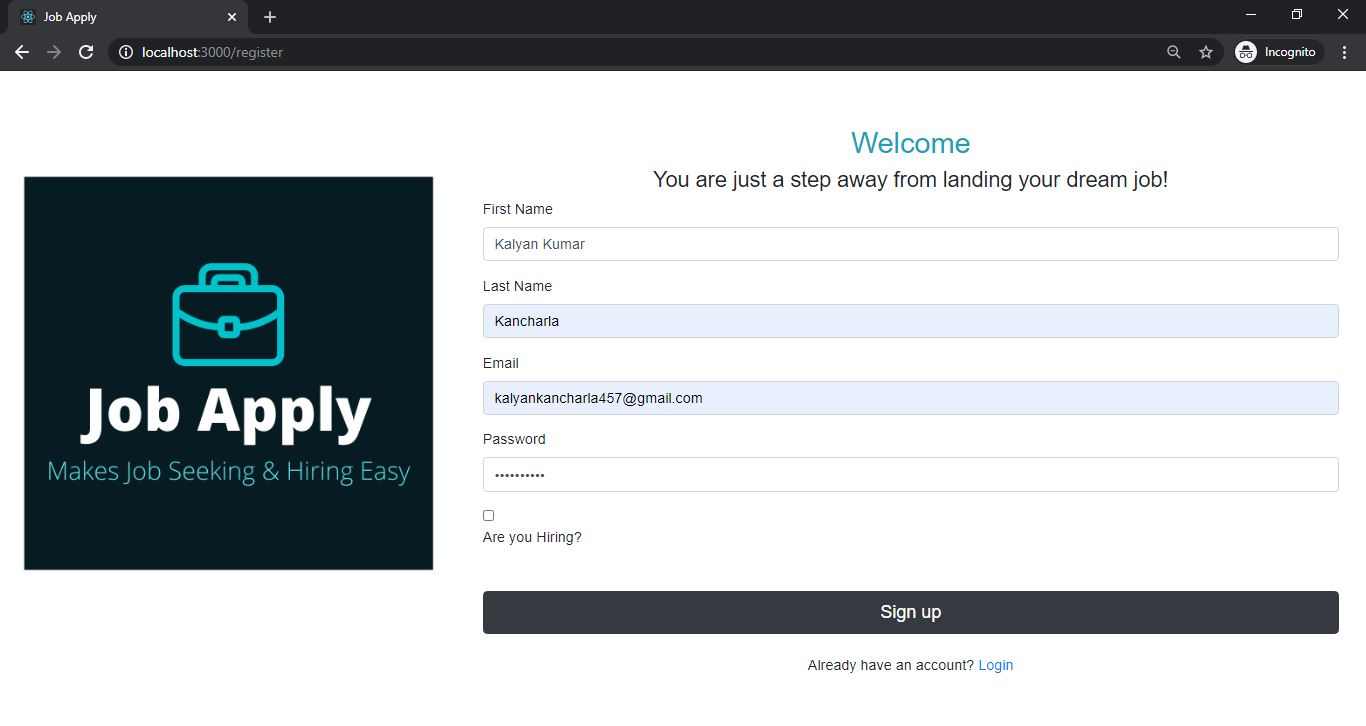 Job Apply
localhost:3000/register
Incognito
Welcome
You are just a step away from landing your dream job!
First Name
Kalyan Kumar
Last Name
Kancharla
Email
kalyankancharla457@gmail.com
Password
••••••••••
Are you Hiring?
Sign up
Already have an account? Login
Job Apply
Makes Job Seeking & Hiring Easy